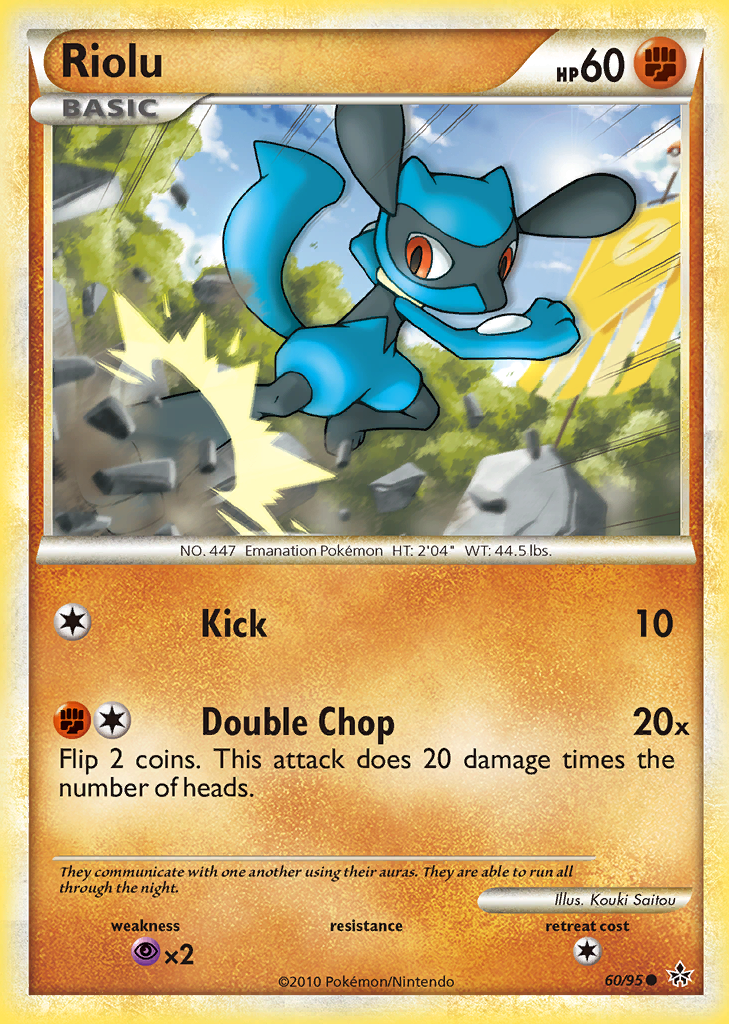 Riolu
HP60
BASIC
NO. 447 Emanation Pokémon HT: 2'04" WT: 44.5 lbs.
Kick 10
Double Chop 20x
Flip 2 coins. This attack does 20 damage times the
number of heads.
They communicate with one another using their auras. They are able to run all
through the night.
Illus. Kouki Saitou
weakness resistance retreat cost
×2
©2010 Pokémon/Nintendo 60/95